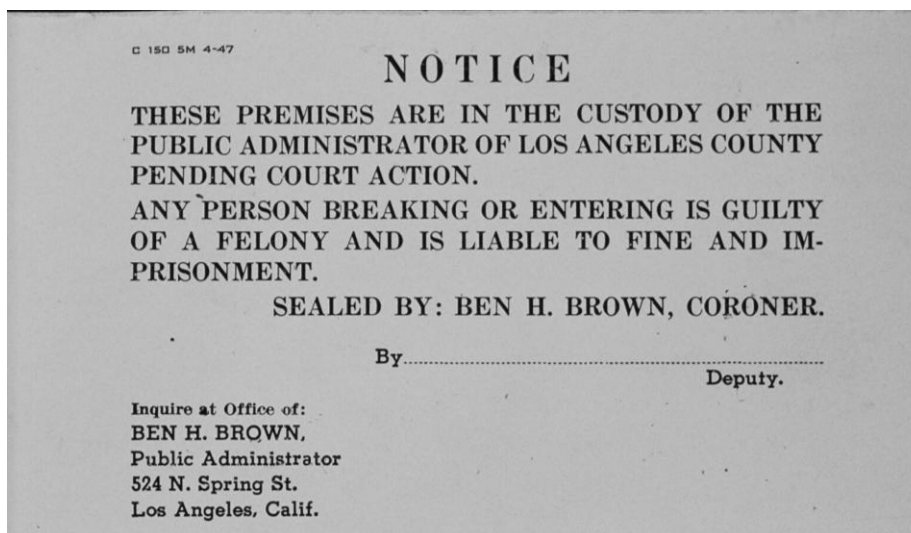 C 150 5M 4-47
NOTICE
THESE PREMISES ARE IN THE CUSTODY OF THE
PUBLIC ADMINISTRATOR OF LOS ANGELES COUNTY
PENDING COURT ACTION.
ANY PERSON BREAKING OR ENTERING IS GUILTY
OF A FELONY AND IS LIABLE TO FINE AND IM-
PRISONMENT.
SEALED BY: BEN H. BROWN, CORONER.
By
Deputy.
Inquire at Office of:
BEN H. BROWN,
Public Administrator
524 N. Spring St.
Los Angeles, Calif.